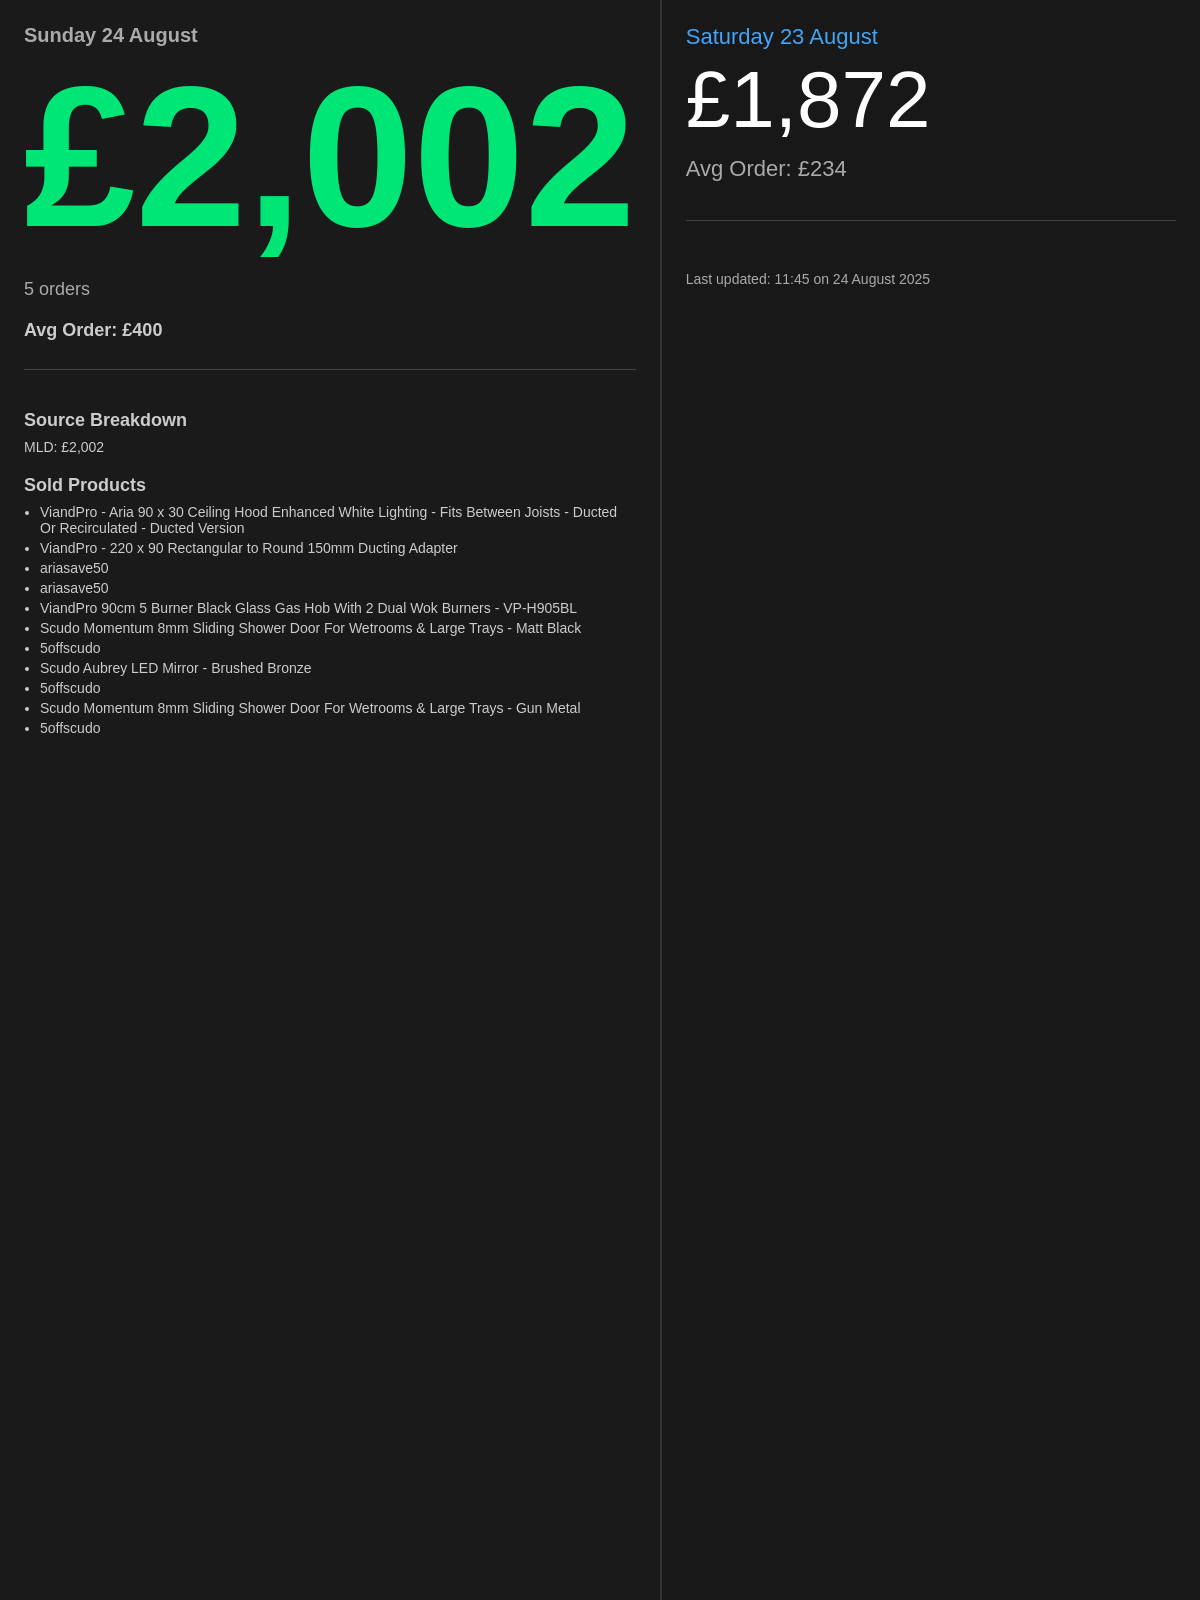 Sunday 24 August
£2,002
5 orders
Avg Order: £400
Source Breakdown
MLD: £2,002
Sold Products
• ViandPro - Aria 90 x 30 Ceiling Hood Enhanced White Lighting - Fits Between Joists - Ducted
Or Recirculated - Ducted Version
• ViandPro - 220 x 90 Rectangular to Round 150mm Ducting Adapter
• ariasave50
• ariasave50
• ViandPro 90cm 5 Burner Black Glass Gas Hob With 2 Dual Wok Burners - VP-H905BL
• Scudo Momentum 8mm Sliding Shower Door For Wetrooms & Large Trays - Matt Black
• 5offscudo
• Scudo Aubrey LED Mirror - Brushed Bronze
• 5offscudo
• Scudo Momentum 8mm Sliding Shower Door For Wetrooms & Large Trays - Gun Metal
• 5offscudo
Saturday 23 August
£1,872
Avg Order: £234
Last updated: 11:45 on 24 August 2025